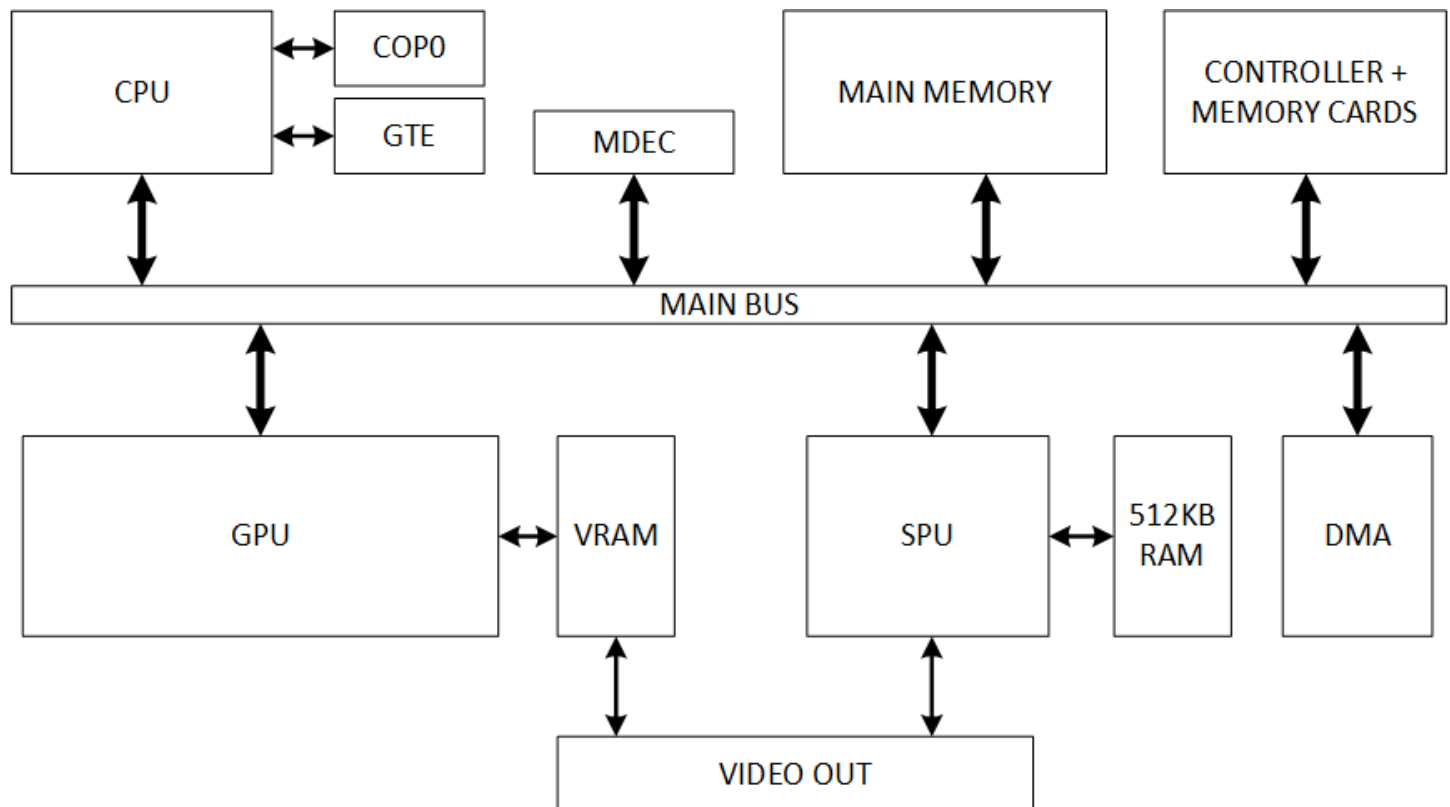 CPU
COP0
GTE
MDEC
MAIN MEMORY
CONTROLLER +
MEMORY CARDS
MAIN BUS
GPU
VRAM
SPU
512KB
RAM
DMA
VIDEO OUT